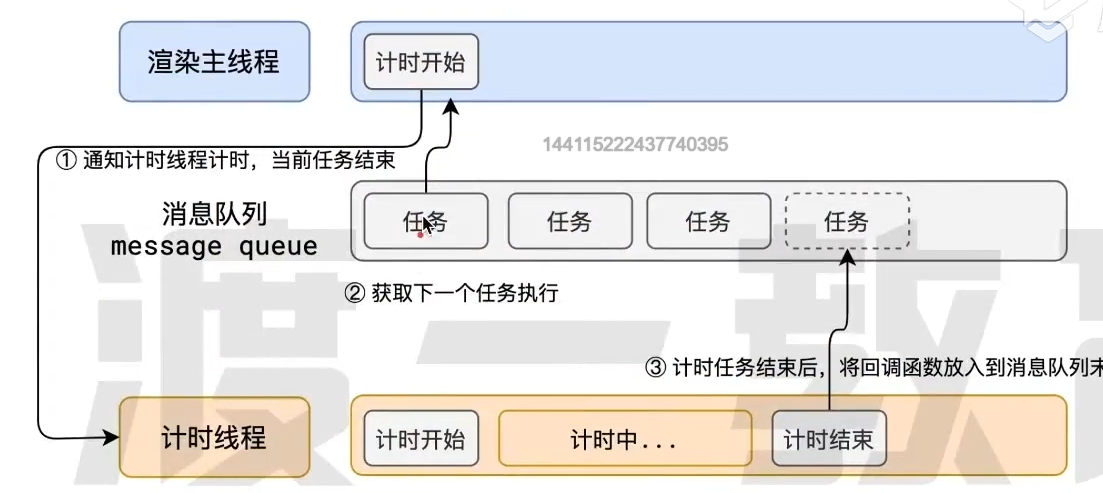 渲染主线程
计时开始
① 通知计时线程计时，当前任务结束
144115222437740395
消息队列
message queue
任务
任务
任务
任务
② 获取下一个任务执行
③ 计时任务结束后，将回调函数放入到消息队列末
计时线程
计时开始
计时中...
计时结束
渡一教